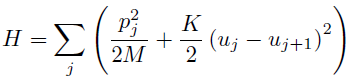 H = \sum_j \left( \frac{p_j^2}{2M} + \frac{K}{2} (u_j - u_{j+1})^2 \right)